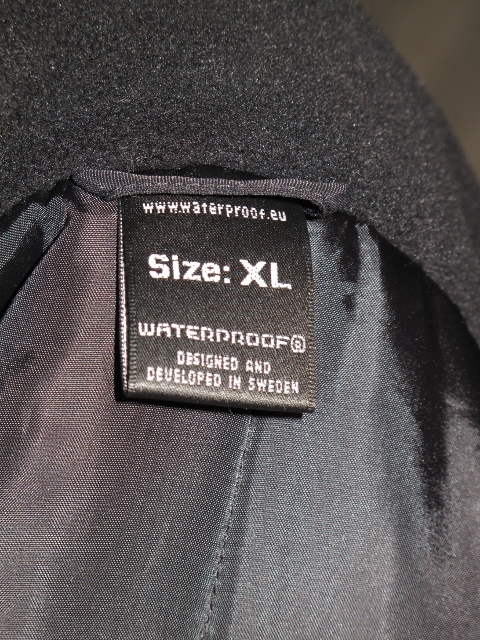 www.waterproof.eu
Size: XL
WATERPROOF®
DESIGNED AND
DEVELOPED IN SWEDEN